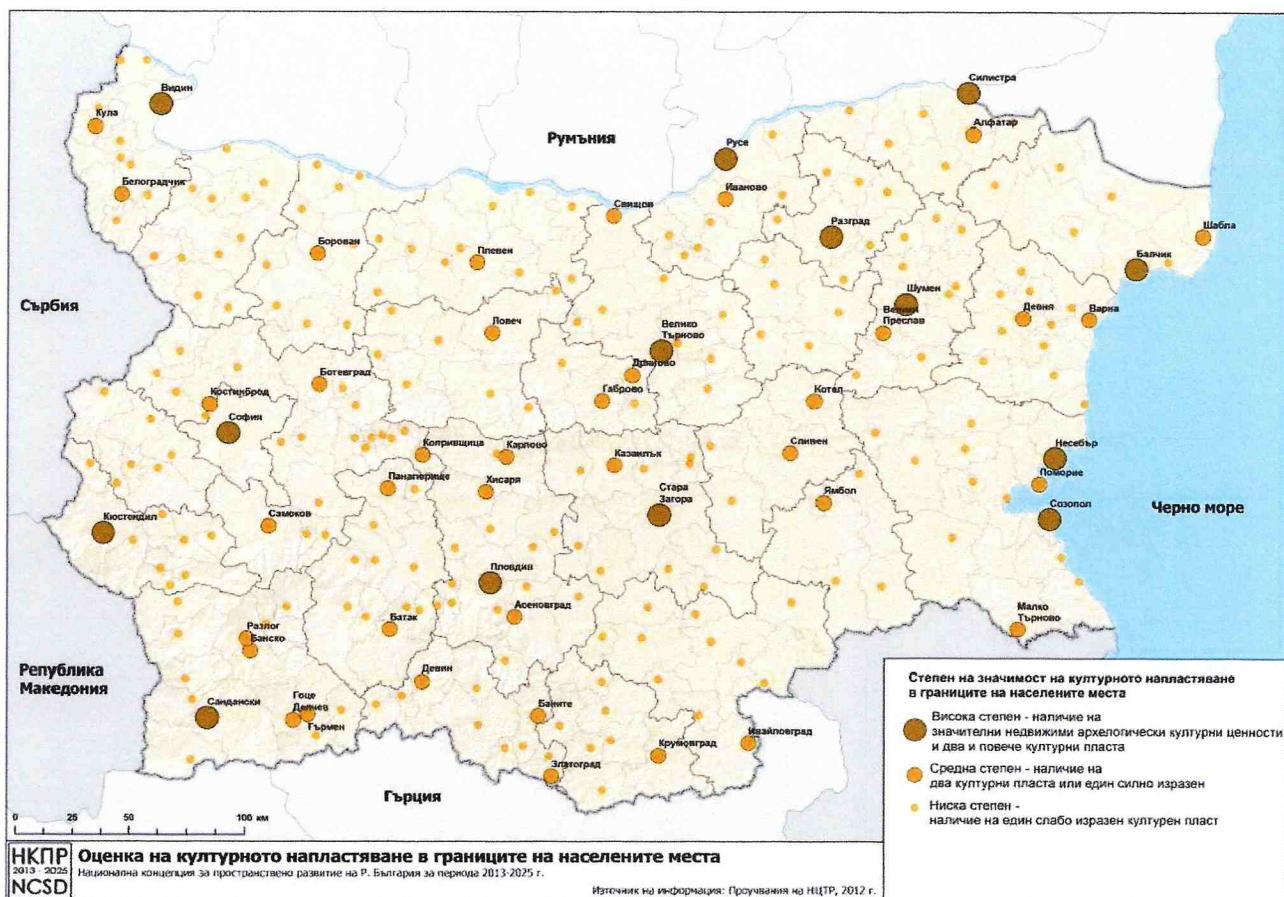 Видин
Кула
Белоградчик
Силистра
Алфатар
Румъния
Русе
Иваново
Свищов
Разград
Шабла
Балчик
Борован
Плевен
Сърбия
Шумен
Велики
Преслав
Девня
Варна
Ловеч
Велико
Търново
Дряново
Габрово
Ботевград
Костинброд
София
Котел
Копривщица
Карлово
Казанлък
Сливен
Несебър
Поморие
Панагюрище
Хисаря
Стара
Загора
Ямбол
Созопол
Черно море
Кюстендил
Самоков
Пловдив
Асеновград
Батак
Малко
Търново
Разлог
Банско
Република
Македония
Девин
Сандански
Гоце
Делчев
Гърмен
Баните
Крумовград
Ивайловград
Златоград
Гърция
0 25 50 100 км
Степен на значимост на културното напластяване
в границите на населените места
Висока степен - наличие на
значителни недвижими археологически културни ценности
и два и повече културни пласта
Средна степен - наличие на
два културни пласта или един силно изразен
Ниска степен -
наличие на един слабо изразен културен пласт
НКПР
2013 - 2025
NCSD
Оценка на културното напластяване в границите на населените места
Национална концепция за пространствено развитие на Р. България за периода 2013-2025 г.
Източник на информация: Проучвания на НЦТР, 2012 г.